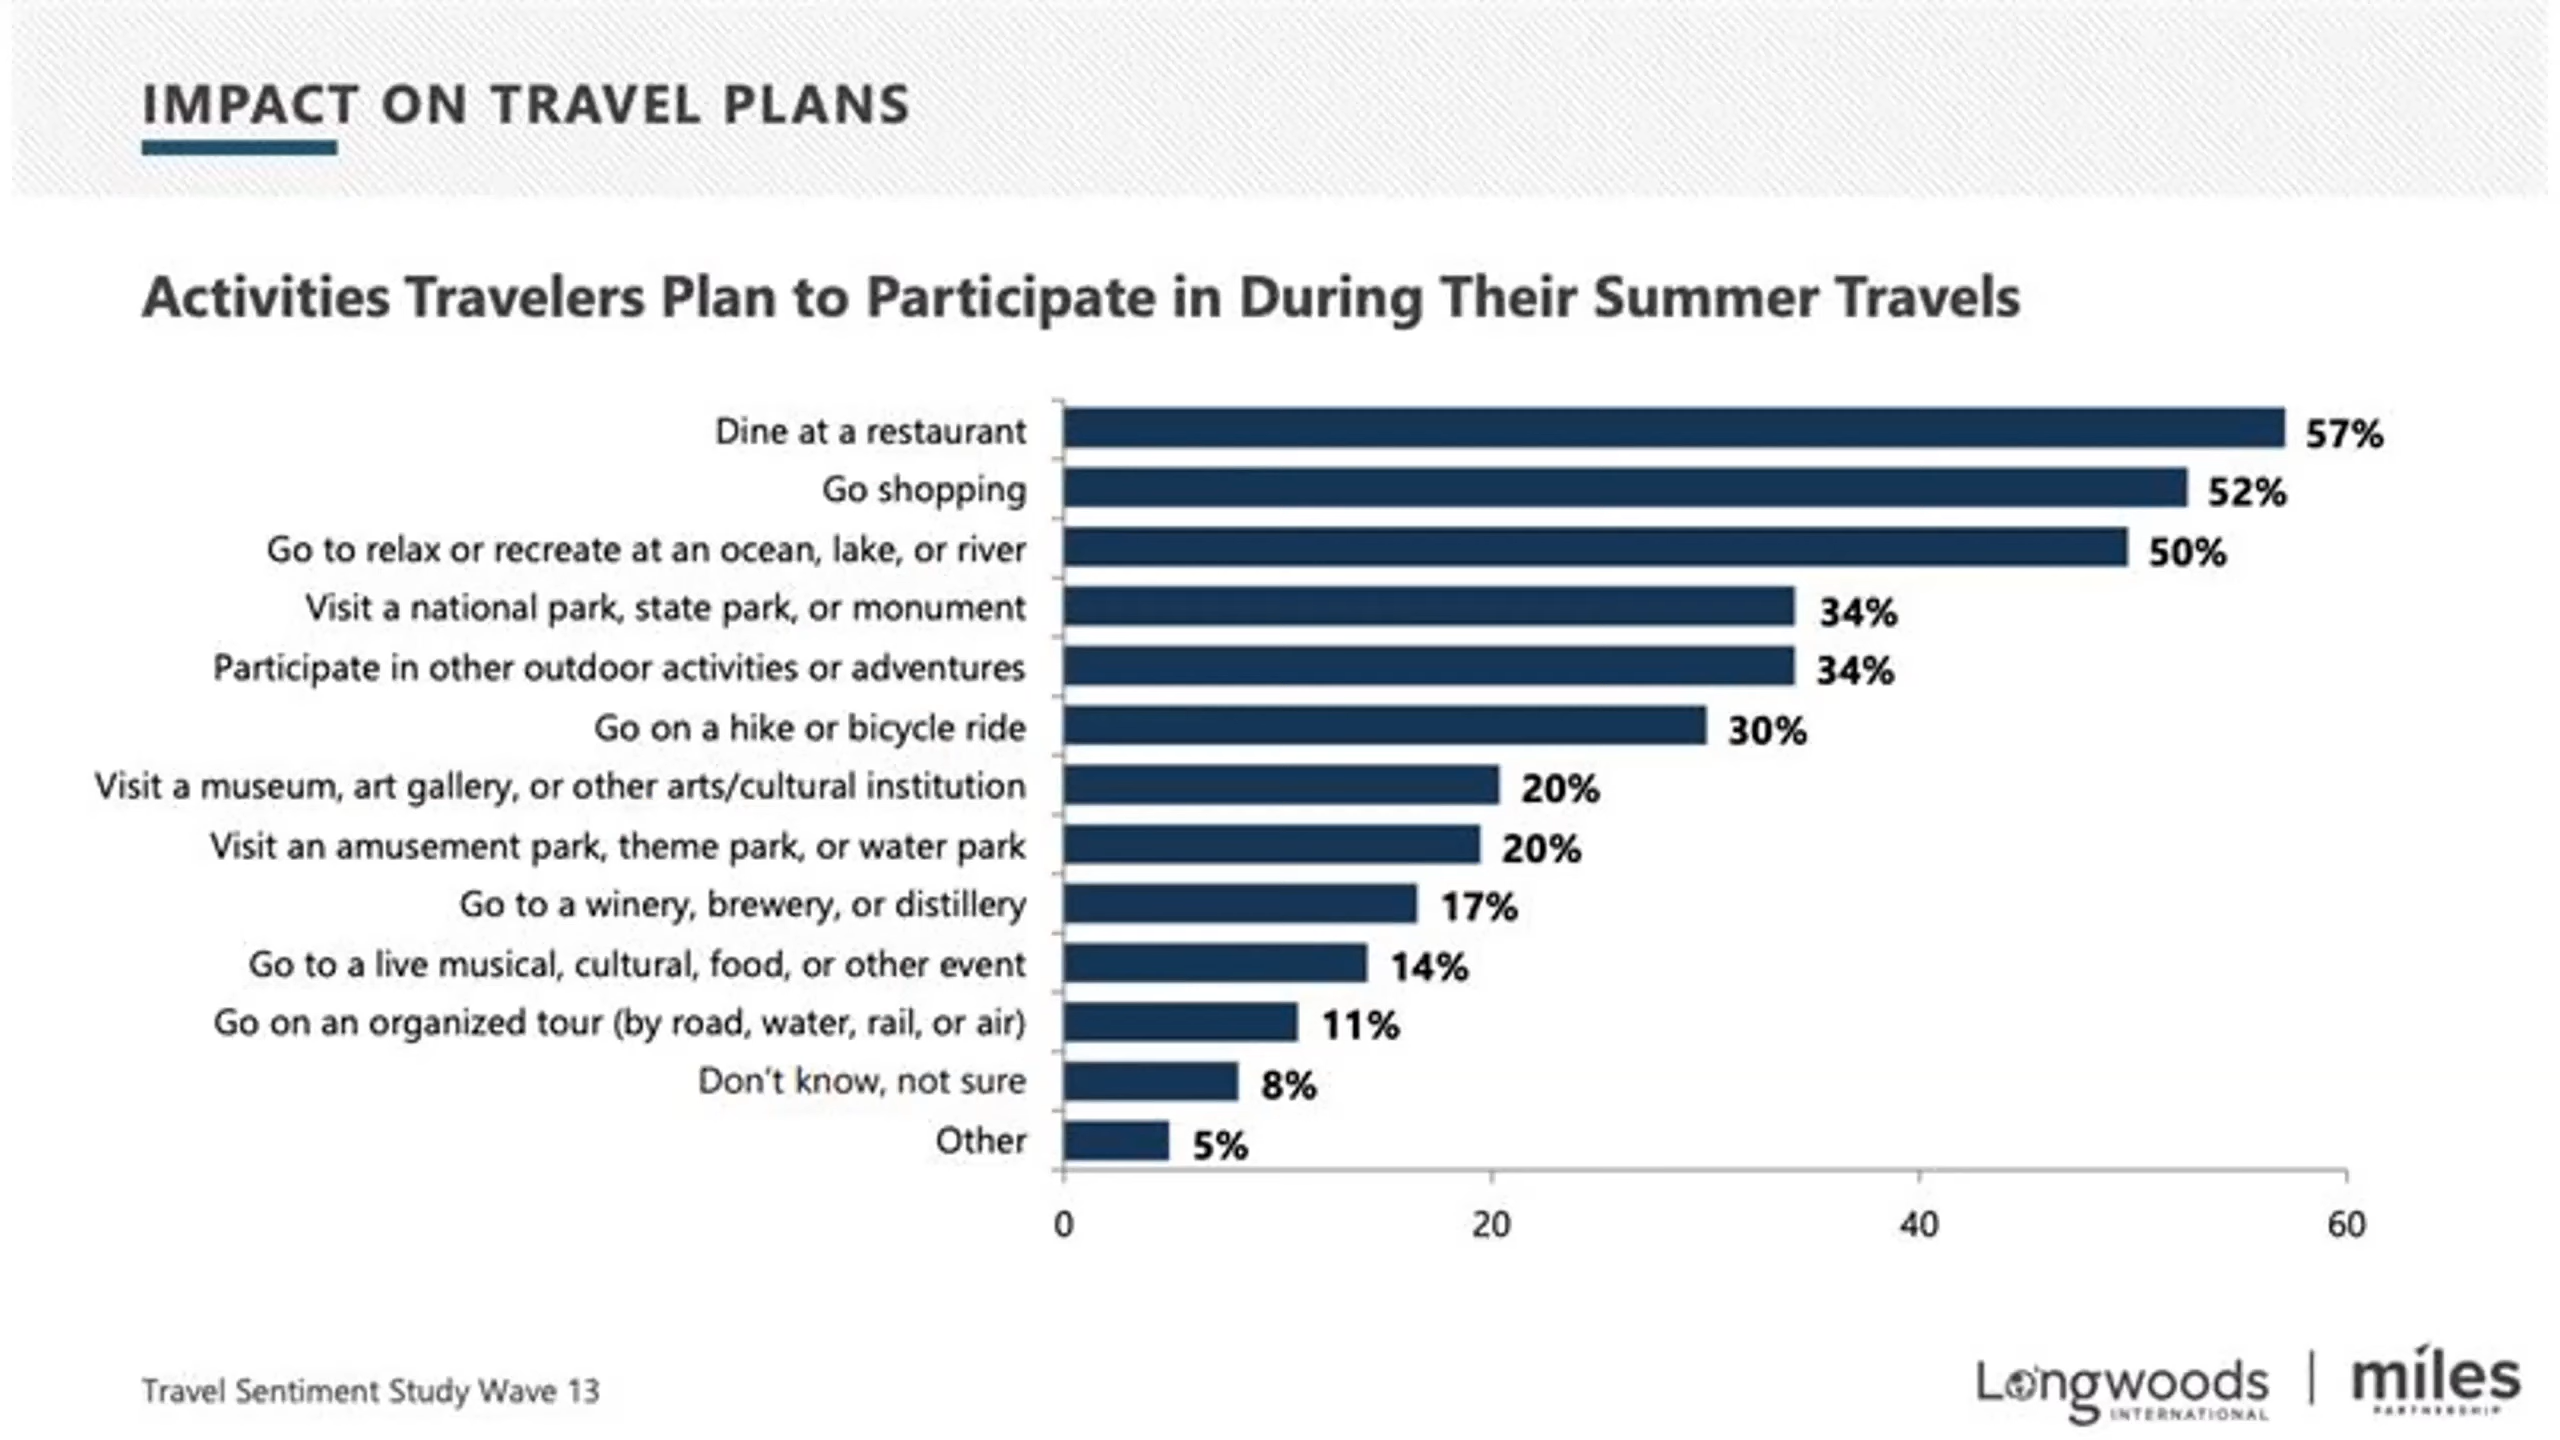 IMPACT ON TRAVEL PLANS
Activities Travelers Plan to Participate in During Their Summer Travels
Dine at a restaurant 57%
Go shopping 52%
Go to relax or recreate at an ocean, lake, or river 50%
Visit a national park, state park, or monument 34%
Participate in other outdoor activities or adventures 34%
Go on a hike or bicycle ride 30%
Visit a museum, art gallery, or other arts/cultural institution 20%
Visit an amusement park, theme park, or water park 20%
Go to a winery, brewery, or distillery 17%
Go to a live musical, cultural, food, or other event 14%
Go on an organized tour (by road, water, rail, or air) 11%
Don't know, not sure 8%
Other 5%
0 20 40 60
Travel Sentiment Study Wave 13
Longwoods
INTERNATIONAL
miles
PARTNERSHIP